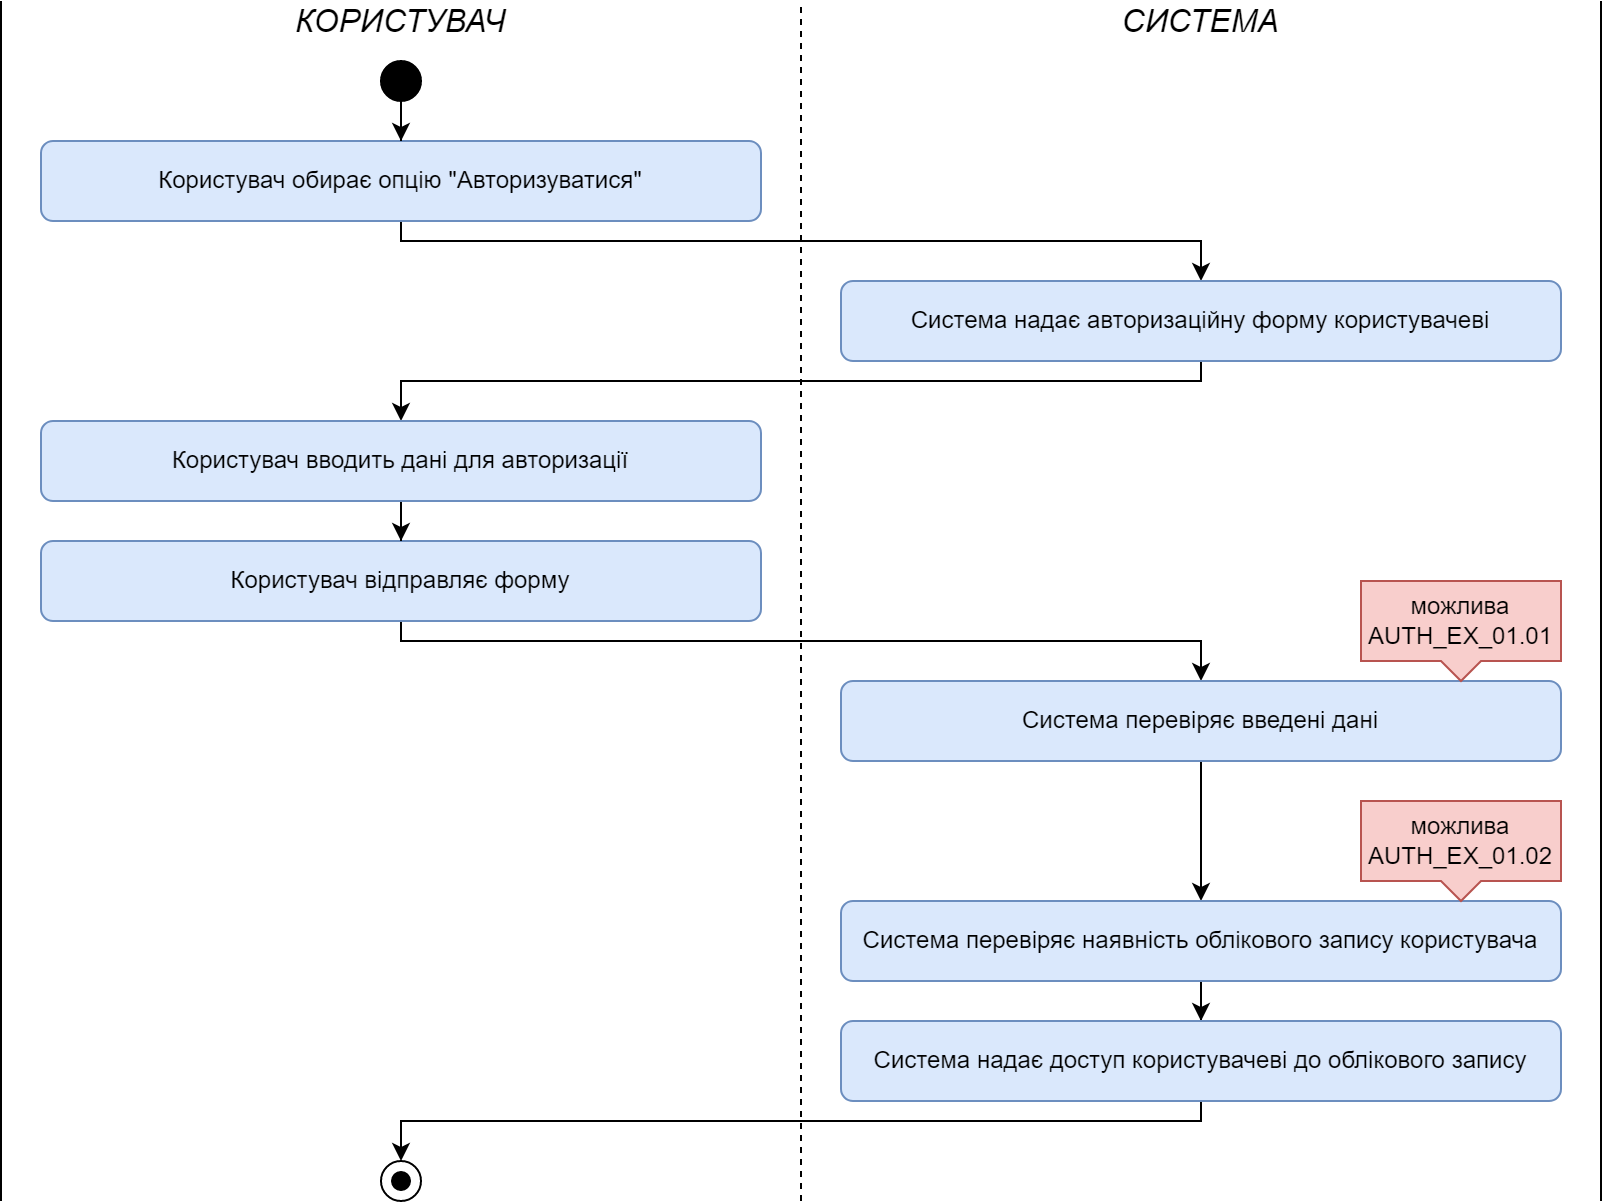 КОРИСТУВАЧ
СИСТЕМА
Користувач обирає опцію "Авторизуватися"
Система надає авторизаційну форму користувачеві
Користувач вводить дані для авторизації
Користувач відправляє форму
можлива
AUTH_EX_01.01
Система перевіряє введені дані
можлива
AUTH_EX_01.02
Система перевіряє наявність облікового запису користувача
Система надає доступ користувачеві до облікового запису